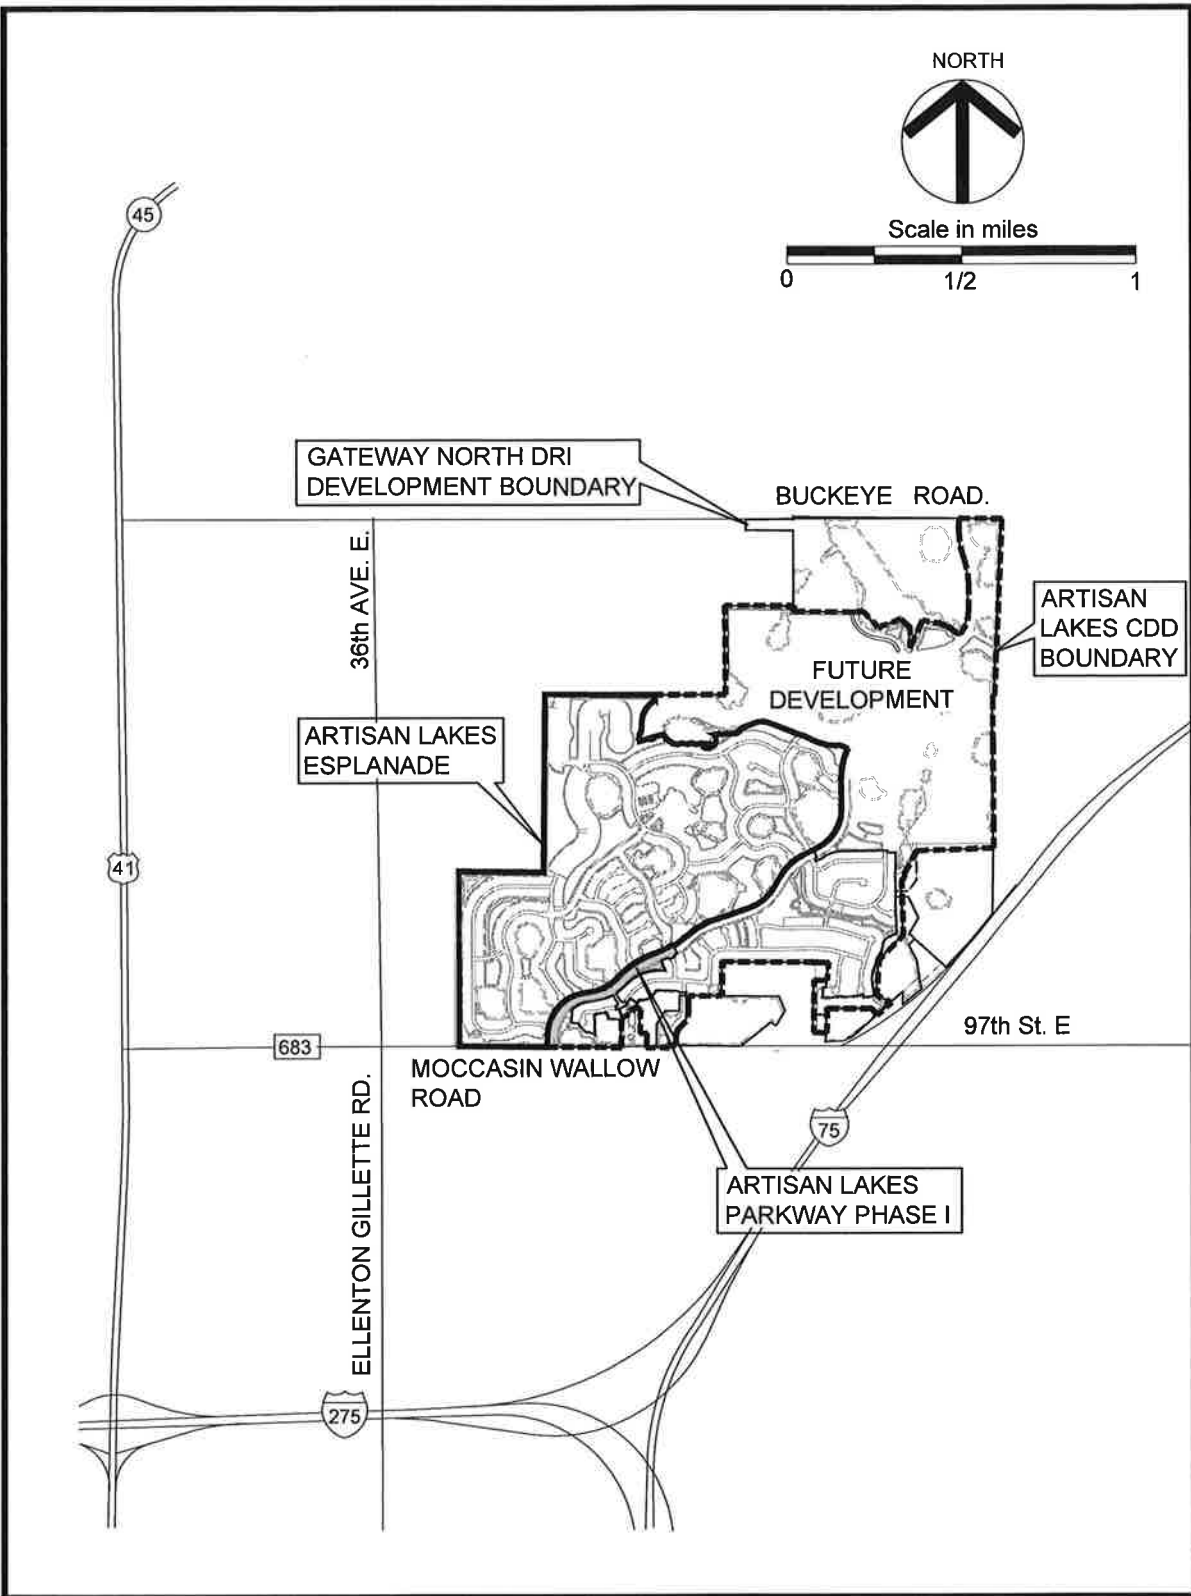 NORTH
Scale in miles
0 1/2 1
45
GATEWAY NORTH DRI
DEVELOPMENT BOUNDARY
BUCKEYE ROAD.
36th AVE. E.
ARTISAN
LAKES CDD
BOUNDARY
FUTURE
DEVELOPMENT
ARTISAN LAKES
ESPLANADE
41
97th St. E
683
MOCCASIN WALLOW
ROAD
ELLENTON GILLETTE RD.
75
ARTISAN LAKES
PARKWAY PHASE I
275